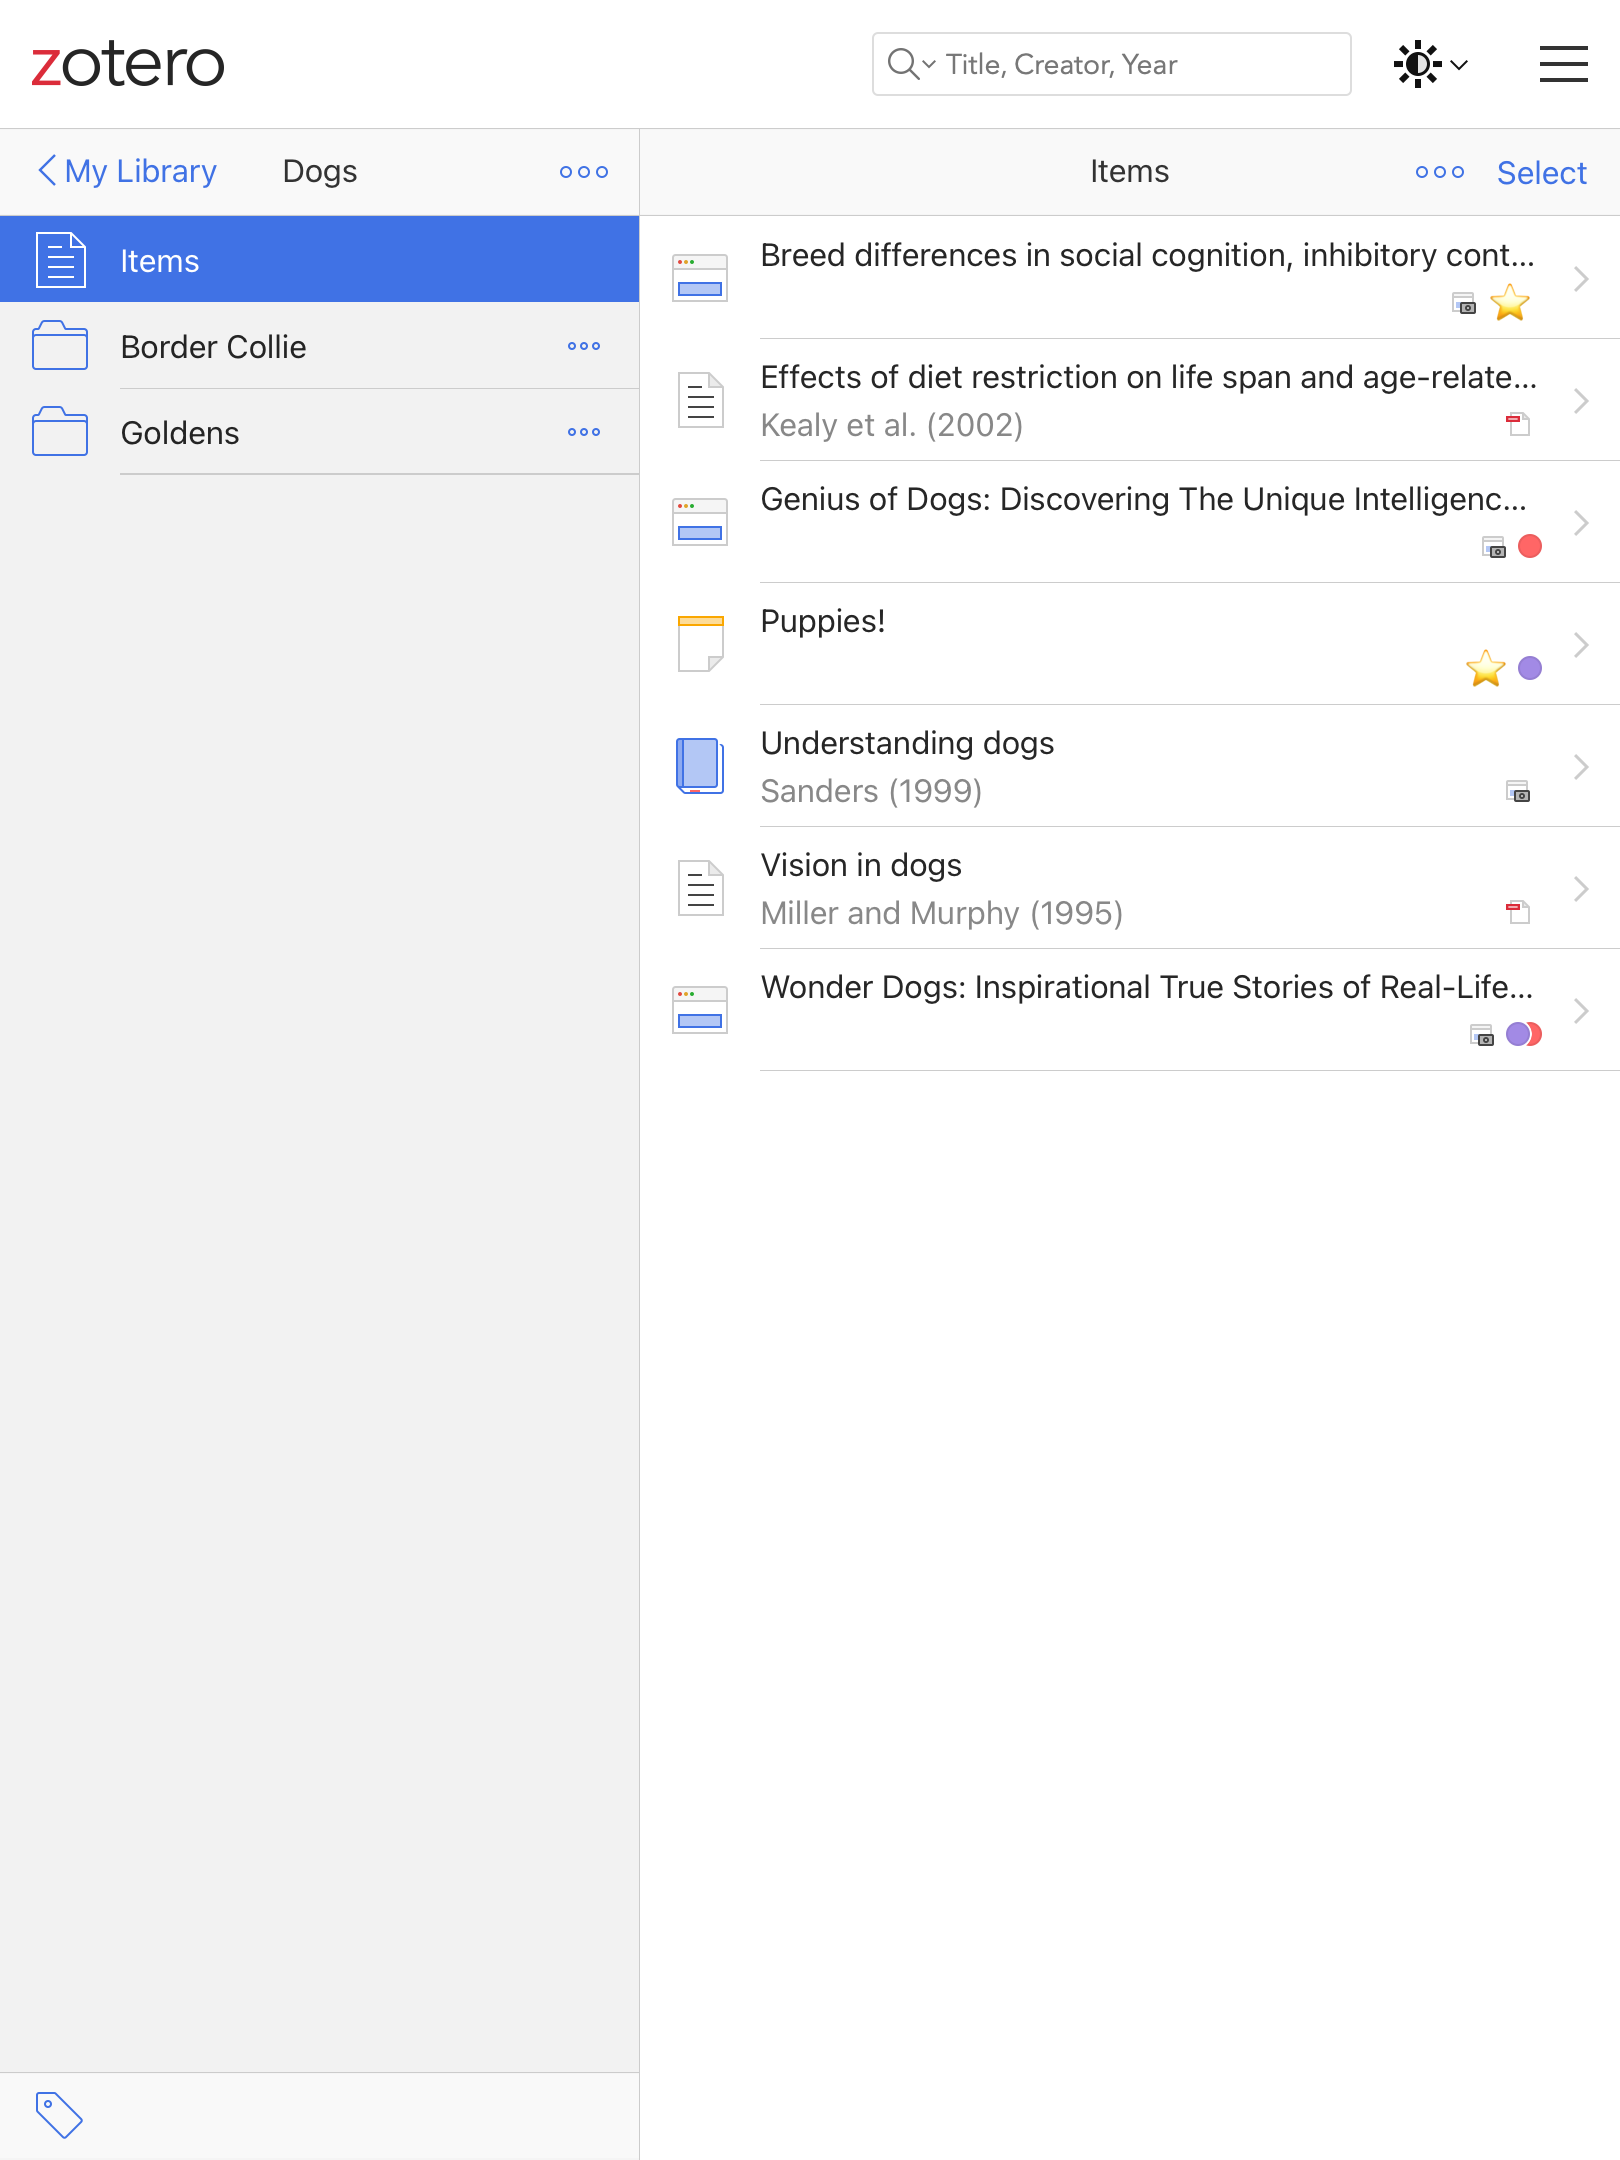 zotero
Title, Creator, Year
My Library
Dogs
Items
Select
Items
Border Collie
Goldens
Breed differences in social cognition, inhibitory cont...
Effects of diet restriction on life span and age-relate...
Kealy et al. (2002)
Genius of Dogs: Discovering The Unique Intelligenc...
Puppies!
Understanding dogs
Sanders (1999)
Vision in dogs
Miller and Murphy (1995)
Wonder Dogs: Inspirational True Stories of Real-Life...